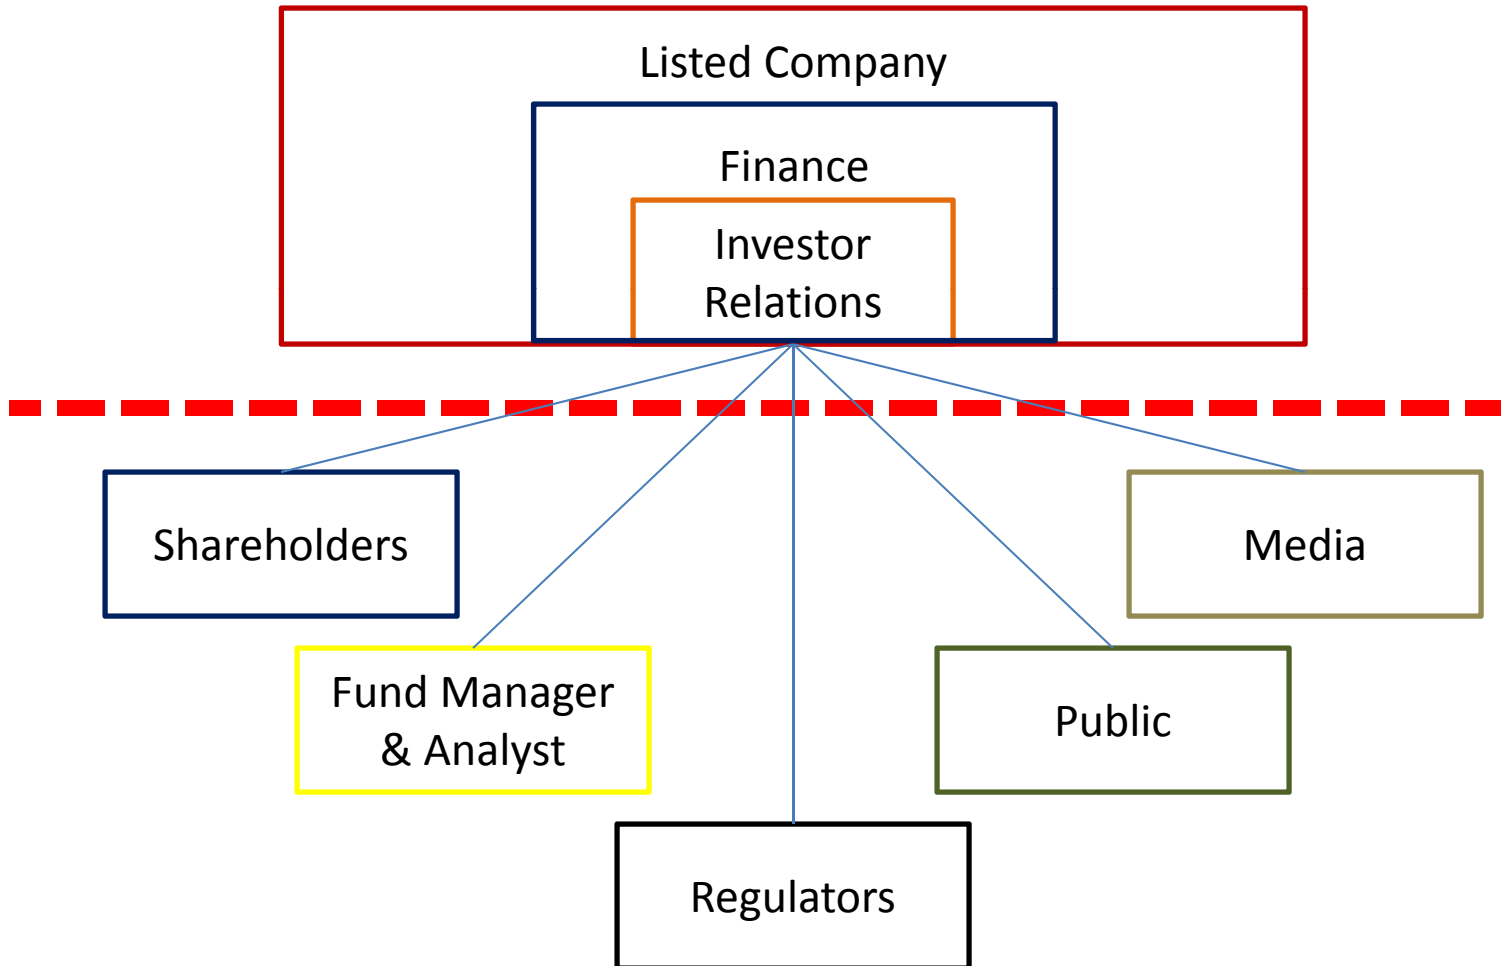 Listed Company
Finance
Investor
Relations
Shareholders
Media
Fund Manager
& Analyst
Public
Regulators